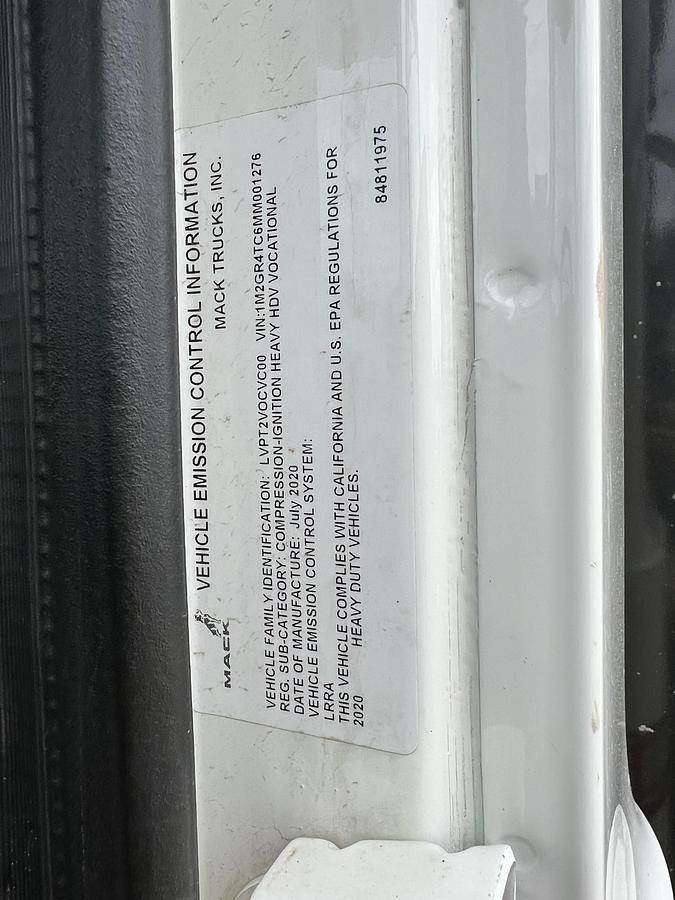 VEHICLE EMISSION CONTROL INFORMATION
MACK
MACK TRUCKS, INC.
VEHICLE FAMILY IDENTIFICATION: LVPT2VOCVC00 VIN:1M2GR4TC6MM001276
REG. SUB-CATEGORY: COMPRESSION-IGNITION HEAVY HDV VOCATIONAL
DATE OF MANUFACTURE: July 2020
VEHICLE EMISSION CONTROL SYSTEM:
LRRA
THIS VEHICLE COMPLIES WITH CALIFORNIA AND U.S. EPA REGULATIONS FOR
2020 HEAVY DUTY VEHICLES.
84811975